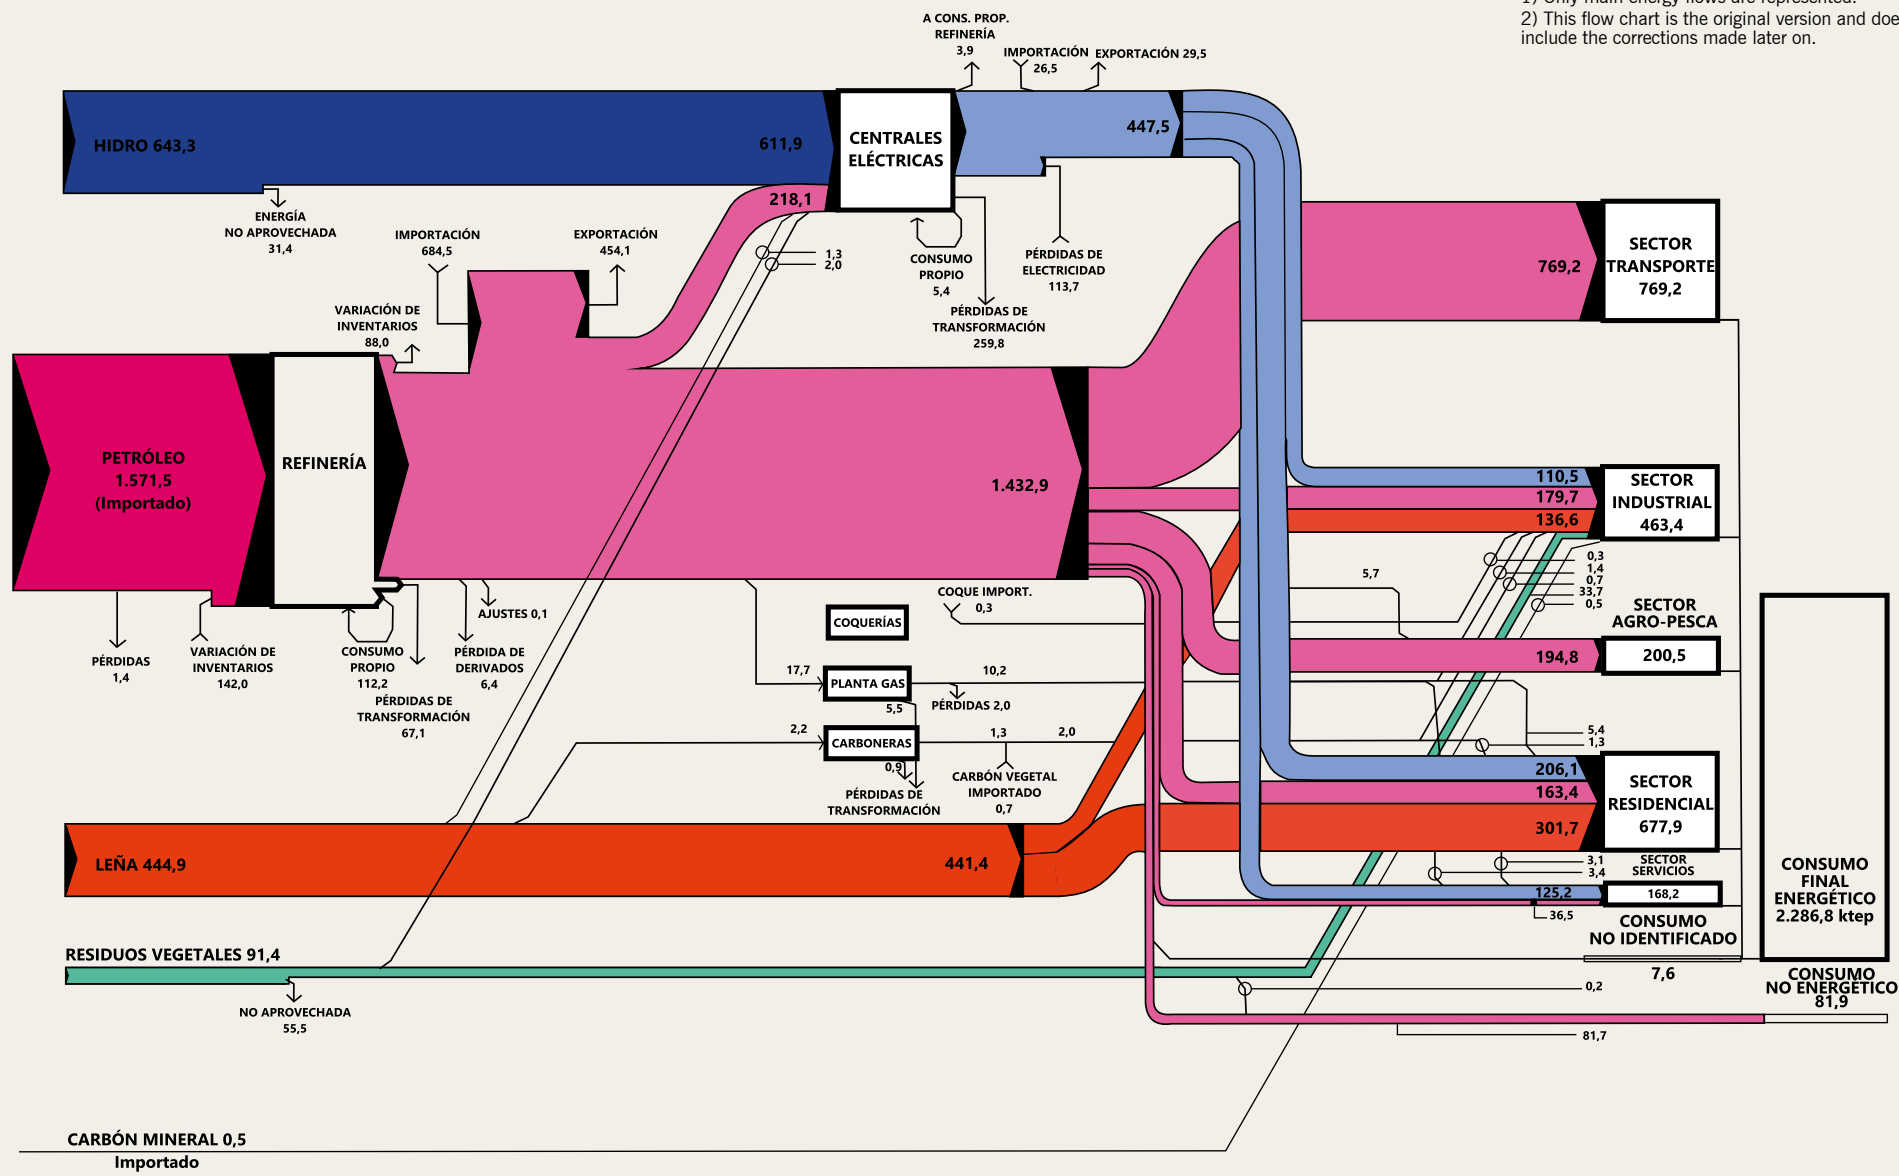 1) Only main energy flows are represented.
2) This flow chart is the original version and doe
include the corrections made later on.
A CONS. PROP.
REFINERÍA
3,9
IMPORTACIÓN
26,5
EXPORTACIÓN 29,5
HIDRO 643,3
611,9
CENTRALES
ELÉCTRICAS
447,5
218,1
ENERGÍA
NO APROVECHADA
31,4
IMPORTACIÓN
684,5
EXPORTACIÓN
454,1
1,3
2,0
CONSUMO
PROPIO
5,4
PÉRDIDAS DE
ELECTRICIDAD
113,7
PÉRDIDAS DE
TRANSFORMACIÓN
259,8
VARIACIÓN DE
INVENTARIOS
88,0
769,2
SECTOR
TRANSPORTE
769,2
PETRÓLEO
1.571,5
(Importado)
REFINERÍA
1.432,9
110,5
179,7
136,6
SECTOR
INDUSTRIAL
463,4
0,3
1,4
0,7
33,7
0,5
5,7
COQUE IMPORT.
0,3
AJUSTES 0,1
COQUERÍAS
SECTOR
AGRO-PESCA
194,8
200,5
PÉRDIDAS
1,4
VARIACIÓN DE
INVENTARIOS
142,0
CONSUMO
PROPIO
112,2
PÉRDIDAS DE
TRANSFORMACIÓN
67,1
PÉRDIDA DE
DERIVADOS
6,4
17,7
PLANTA GAS
10,2
5,5
PÉRDIDAS 2,0
2,2
CARBONERAS
1,3
2,0
0,9
PÉRDIDAS DE
TRANSFORMACIÓN
CARBÓN VEGETAL
IMPORTADO
0,7
5,4
1,3
206,1
163,4
301,7
SECTOR
RESIDENCIAL
677,9
LEÑA 444,9
441,4
3,1
3,4
SECTOR
SERVICIOS
125,2
168,2
36,5
CONSUMO
FINAL
ENERGÉTICO
2.286,8 ktep
CONSUMO
NO IDENTIFICADO
7,6
RESIDUOS VEGETALES 91,4
NO APROVECHADA
55,5
0,2
CONSUMO
NO ENERGÉTICO
81,9
81,7
CARBÓN MINERAL 0,5
Importado